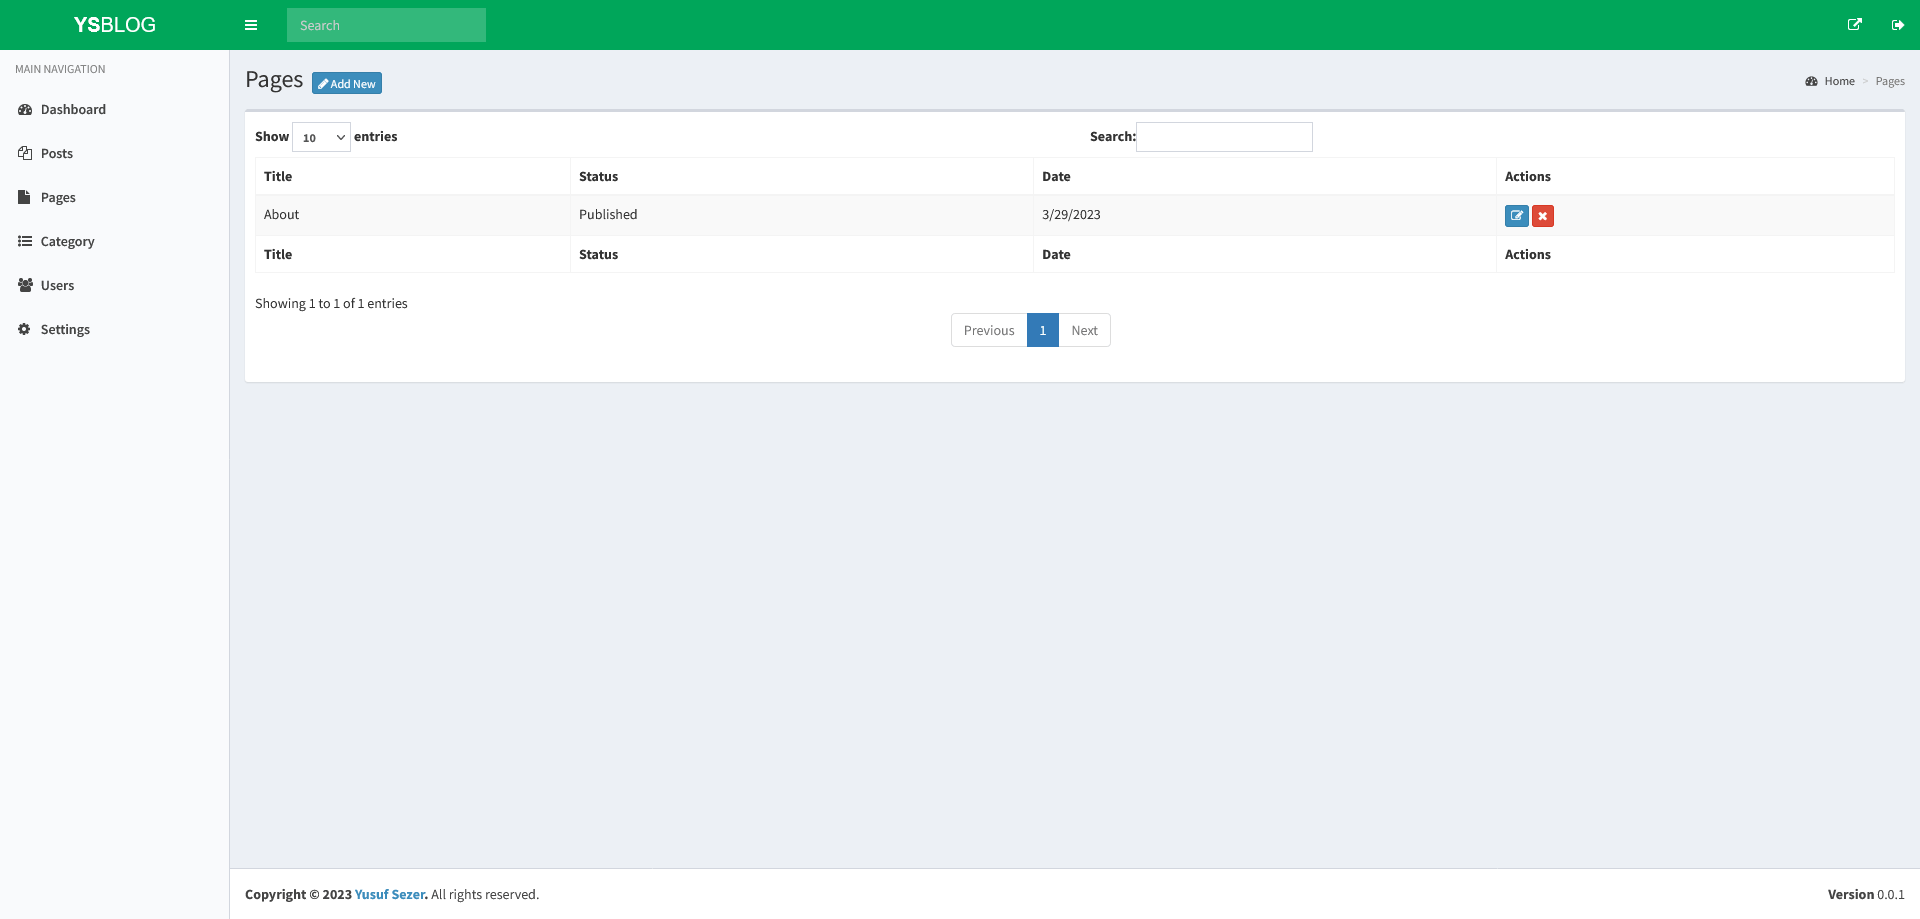 YSBLOG
Search
MAIN NAVIGATION
Dashboard
Posts
Pages
Category
Users
Settings
Pages Add New
Home > Pages
Show 10 entries
Search:
Title Status Date Actions
About Published 3/29/2023
Title Status Date Actions
Showing 1 to 1 of 1 entries
Previous 1 Next
Copyright © 2023 Yusuf Sezer. All rights reserved.
Version 0.0.1